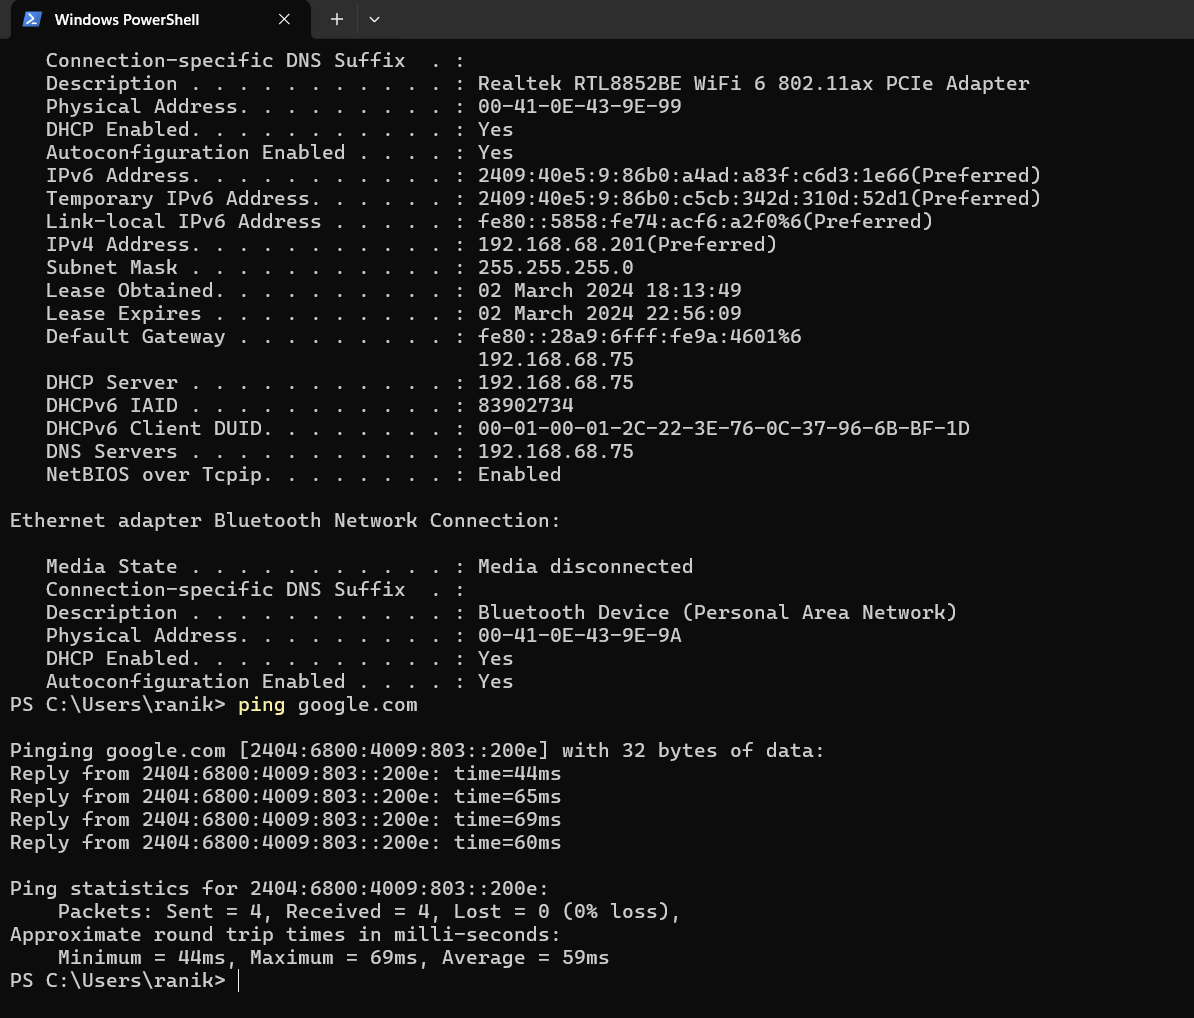 Windows PowerShell
Connection-specific DNS Suffix  . :
Description . . . . . . . . . . . : Realtek RTL8852BE WiFi 6 802.11ax PCIe Adapter
Physical Address. . . . . . . . . : 00-41-0E-43-9E-99
DHCP Enabled. . . . . . . . . . . : Yes
Autoconfiguration Enabled . . . . : Yes
IPv6 Address. . . . . . . . . . . : 2409:40e5:9:86b0:a4ad:a83f:c6d3:1e66(Preferred)
Temporary IPv6 Address. . . . . . : 2409:40e5:9:86b0:c5cb:342d:310d:52d1(Preferred)
Link-local IPv6 Address . . . . . : fe80::5858:fe74:acf6:a2f0%6(Preferred)
IPv4 Address. . . . . . . . . . . : 192.168.68.201(Preferred)
Subnet Mask . . . . . . . . . . . : 255.255.255.0
Lease Obtained. . . . . . . . . . : 02 March 2024 18:13:49
Lease Expires . . . . . . . . . . : 02 March 2024 22:56:09
Default Gateway . . . . . . . . . : fe80::28a9:6fff:fe9a:4601%6
192.168.68.75
DHCP Server . . . . . . . . . . . : 192.168.68.75
DHCPv6 IAID . . . . . . . . . . . : 83902734
DHCPv6 Client DUID. . . . . . . . : 00-01-00-01-2C-22-3E-76-0C-37-96-6B-BF-1D
DNS Servers . . . . . . . . . . . : 192.168.68.75
NetBIOS over Tcpip. . . . . . . . : Enabled
Ethernet adapter Bluetooth Network Connection:
Media State . . . . . . . . . . . : Media disconnected
Connection-specific DNS Suffix  . :
Description . . . . . . . . . . . : Bluetooth Device (Personal Area Network)
Physical Address. . . . . . . . . : 00-41-0E-43-9E-9A
DHCP Enabled. . . . . . . . . . . : Yes
Autoconfiguration Enabled . . . . : Yes
PS C:\Users\ranik> ping google.com
Pinging google.com [2404:6800:4009:803::200e] with 32 bytes of data:
Reply from 2404:6800:4009:803::200e: time=44ms
Reply from 2404:6800:4009:803::200e: time=65ms
Reply from 2404:6800:4009:803::200e: time=69ms
Reply from 2404:6800:4009:803::200e: time=60ms
Ping statistics for 2404:6800:4009:803::200e:
Packets: Sent = 4, Received = 4, Lost = 0 (0% loss),
Approximate round trip times in milli-seconds:
Minimum = 44ms, Maximum = 69ms, Average = 59ms
PS C:\Users\ranik>